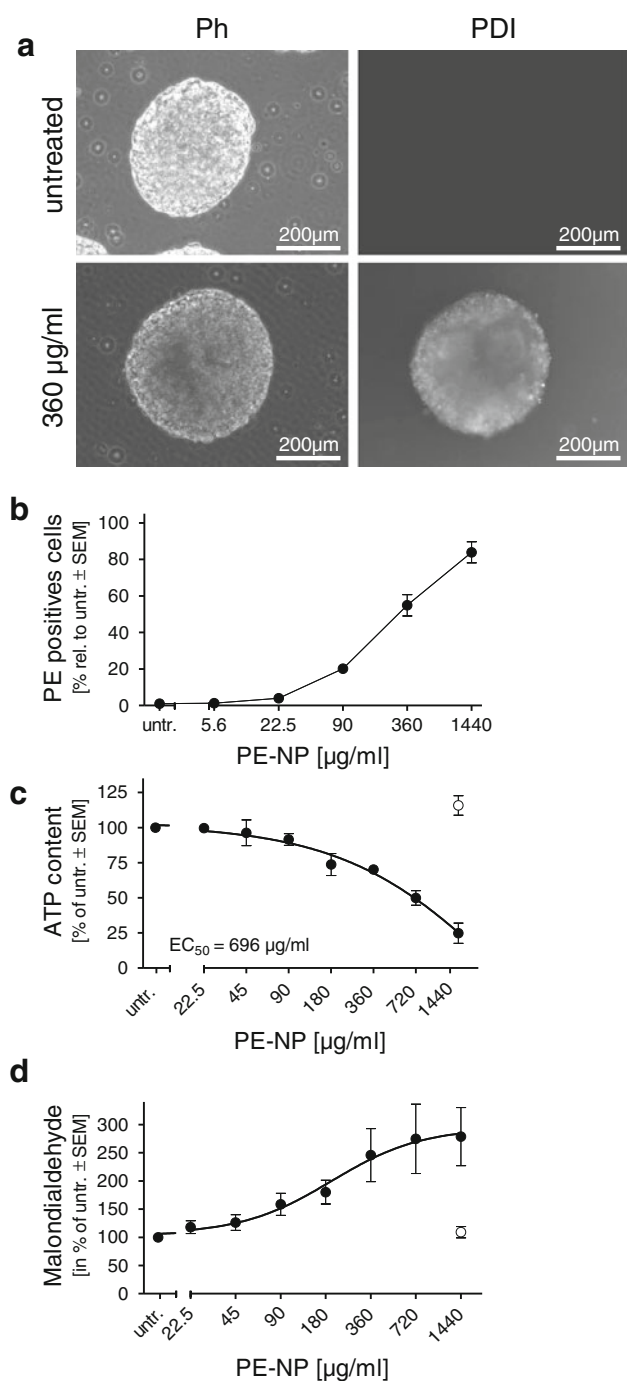 Ph PDI
a
untreated
200µm 200µm
360 µg/ml
200µm 200µm
b
PE positives cells
[% rel. to untr. ± SEM]
100
80
60
40
20
0
untr. 5.6 22.5 90 360 1440
PE-NP [µg/ml]
c
ATP content
[% of untr. ± SEM]
125
100
75
50
25
0
EC50 = 696 µg/ml
untr. 22.5 45 90 180 360 720 1440
PE-NP [µg/ml]
d
Malondialdehyde
[in % of untr. ± SEM]
300
250
200
150
100
50
0
untr. 22.5 45 90 180 360 720 1440
PE-NP [µg/ml]